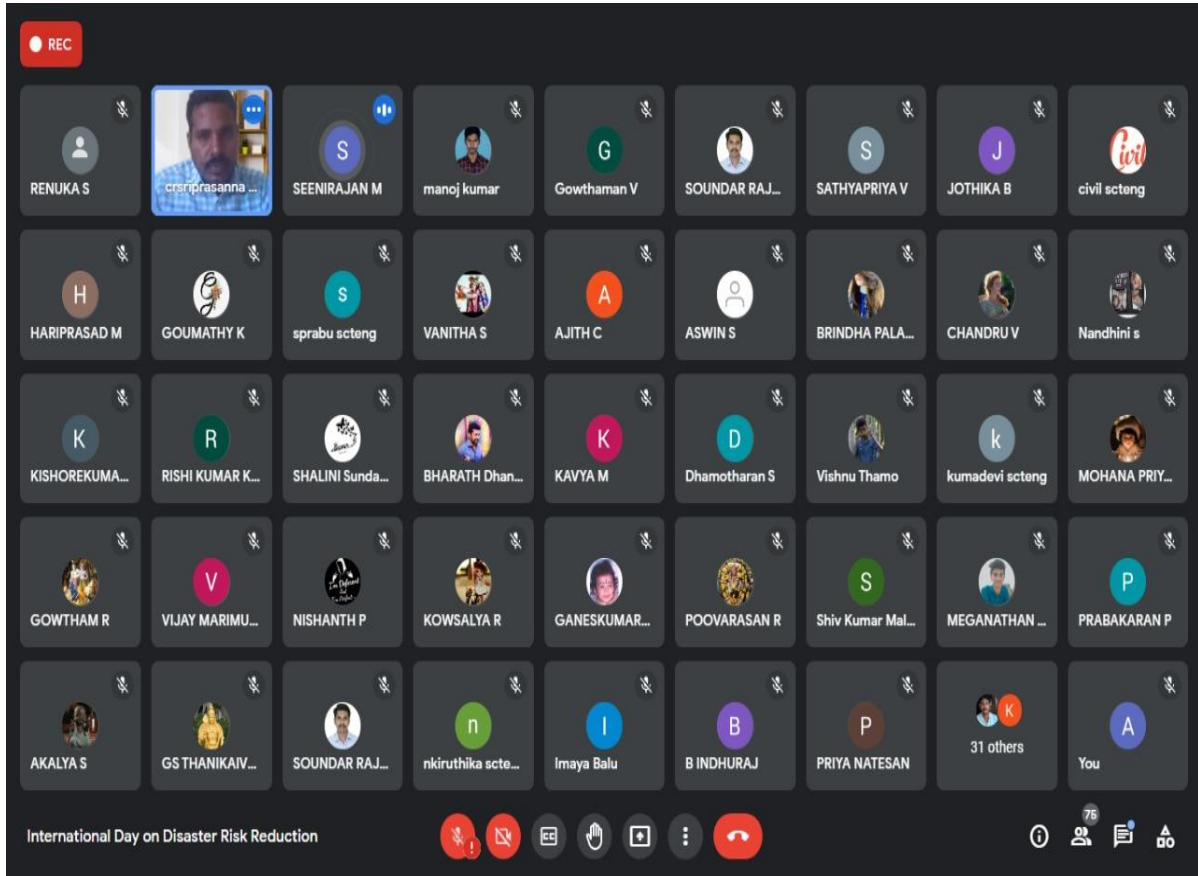 REC
RENUKA S
crsriprasanna ...
S
SEENIRAJAN M
manoj kumar
G
Gowthaman V
SOUNDAR RAJ...
S
SATHYAPRIYA V
J
JOTHIKA B
Civil
civil scteng
H
HARIPRASAD M
G
GOUMATHY K
s
sprabu scteng
VANITHA S
A
AJITH C
ASWIN S
BRINDHA PALA...
CHANDRU V
Nandhini s
K
KISHOREKUMA...
R
RISHI KUMAR K...
SHALINI Sunda...
BHARATH Dhan...
K
KAVYA M
D
Dhamotharan S
Vishnu Thamo
k
kumadevi scteng
MOHANA PRIY...
GOWTHAM R
V
VIJAY MARIMU...
NISHANTH P
KOWSALYA R
GANESKUMAR...
POOVARASAN R
S
Shiv Kumar Mal...
MEGANATHAN ...
P
PRABAKARAN P
AKALYA S
GS THANIKAIV...
SOUNDAR RAJ...
n
nkiruthika scte...
I
Imaya Balu
B
B INDHURAJ
P
PRIYA NATESAN
K
31 others
A
You
International Day on Disaster Risk Reduction
CC
76